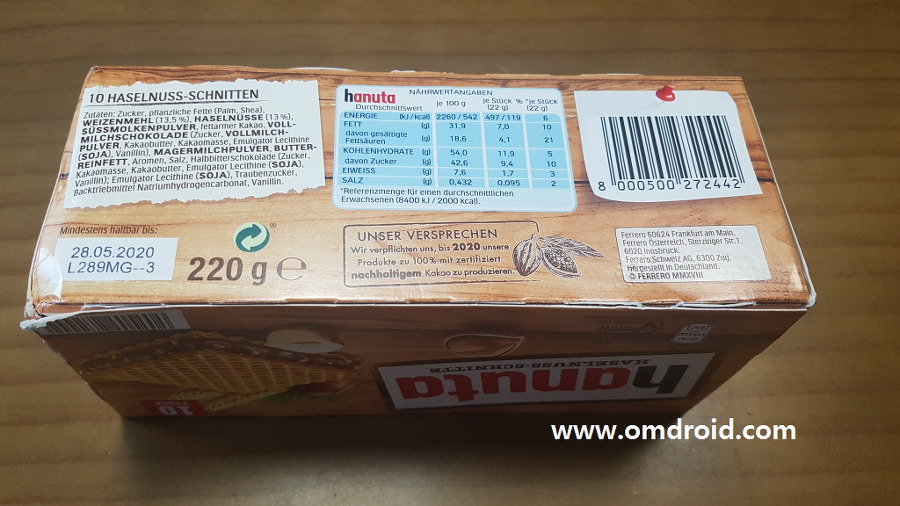 10 HASELNUSS-SCHNITTEN
Zutaten: Zucker, pflanzliche Fette (Palm, Shea),
WEIZENMEHL (13,5 %), HASELNÜSSE (13 %),
SÜSSMOLKENPULVER, fettarmer Kakao, VOLL-
MILCHSCHOKOLADE (Zucker, VOLLMILCH-
PULVER, Kakaobutter, Kakaomasse, Emulgator Lecithine
(SOJA), Vanillin), MAGERMILCHPULVER, BUTTER-
REINFETT, Aromen, Salz, Halbbitterschokolade (Zucker,
Kakaomasse, Kakaobutter, Emulgator Lecithine (SOJA),
Vanillin); Emulgator Lecithine (SOJA), Traubenzucker,
Backtriebmittel Natriumhydrogencarbonat, Vanillin.
hanuta NÄHRWERTANGABEN
Durchschnittswert je 100 g je Stück (22 g) % *je Stück (22 g)
ENERGIE (kJ / kcal) 2260 / 542 497 / 119 6
FETT (g) 31,9 7,0 10
davon gesättigte
Fettsäuren (g) 18,6 4,1 21
KOHLENHYDRATE (g) 54,0 11,9 5
davon Zucker (g) 42,6 9,4 10
EIWEISS (g) 7,6 1,7 3
SALZ (g) 0,432 0,095 2
*Referenzmenge für einen durchschnittlichen
Erwachsenen (8400 kJ / 2000 kcal).
8 000500 272442
Mindestens haltbar bis:
28.05.2020
L289MG--3
220 g e
UNSER VERSPRECHEN
Wir verpflichten uns, bis 2020 unsere
Produkte zu 100% mit zertifiziert
nachhaltigem Kakao zu produzieren.
Ferrero 60624 Frankfurt am Main.
Ferrero Österreich, Sterzinger Str.1,
6020 Innsbruck.
Ferrero Schweiz AG, 6300 Zug.
Hergestellt in Deutschland.
© FERRERO MMXVIII
HASELNUSS-SCHNITTE
hanuta
10
STÜCK
www.omdroid.com